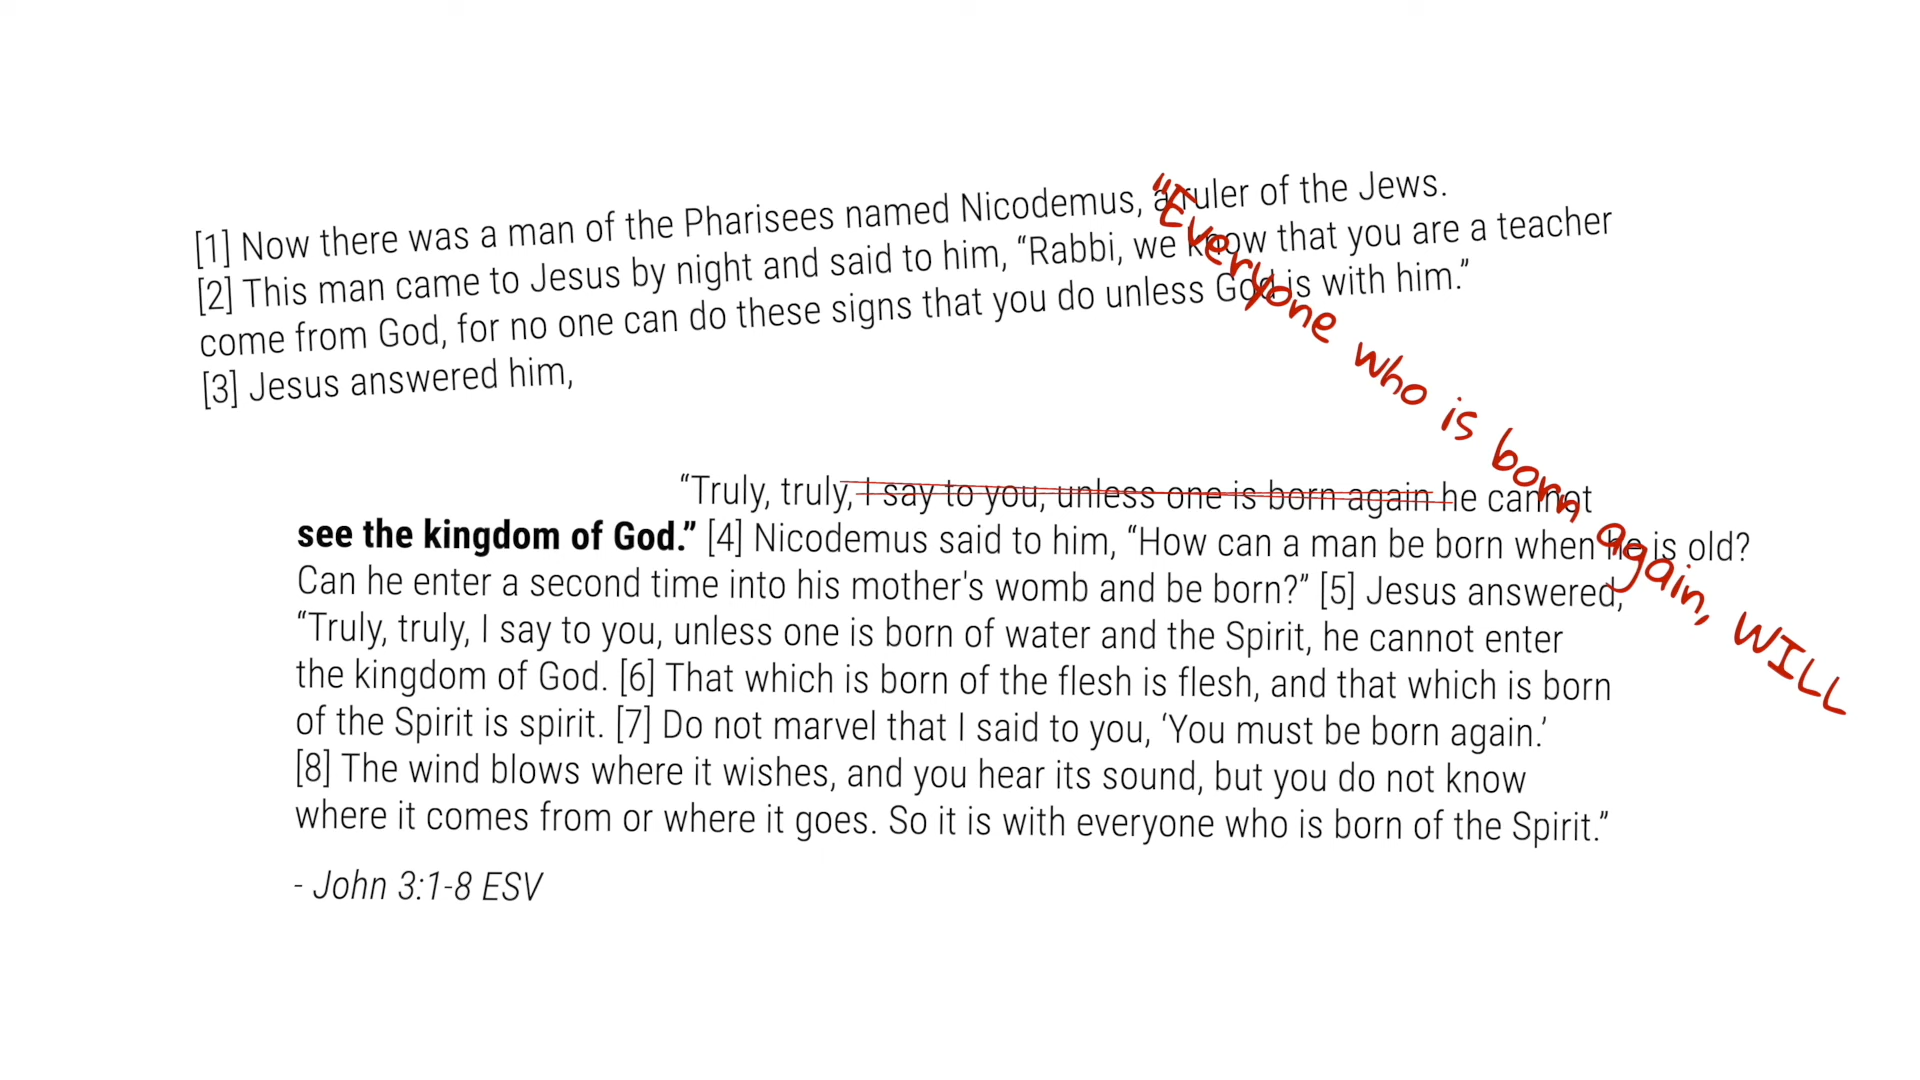 [1] Now there was a man of the Pharisees named Nicodemus, a ruler of the Jews.
[2] This man came to Jesus by night and said to him, “Rabbi, we know that you are a teacher
come from God, for no one can do these signs that you do unless God is with him.”
[3] Jesus answered him,
"Everyone who is born again, WILL
“Truly, truly, I say to you, unless one is born again he cannot
see the kingdom of God.” [4] Nicodemus said to him, “How can a man be born when he is old?
Can he enter a second time into his mother's womb and be born?” [5] Jesus answered,
“Truly, truly, I say to you, unless one is born of water and the Spirit, he cannot enter
the kingdom of God. [6] That which is born of the flesh is flesh, and that which is born
of the Spirit is spirit. [7] Do not marvel that I said to you, ‘You must be born again.’
[8] The wind blows where it wishes, and you hear its sound, but you do not know
where it comes from or where it goes. So it is with everyone who is born of the Spirit.”
- John 3:1-8 ESV